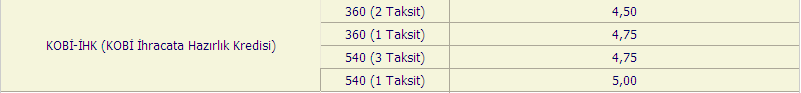 360 (2 Taksit) 4,50
360 (1 Taksit) 4,75
KOBİ-İHK (KOBİ İhracata Hazırlık Kredisi)
540 (3 Taksit) 4,75
540 (1 Taksit) 5,00